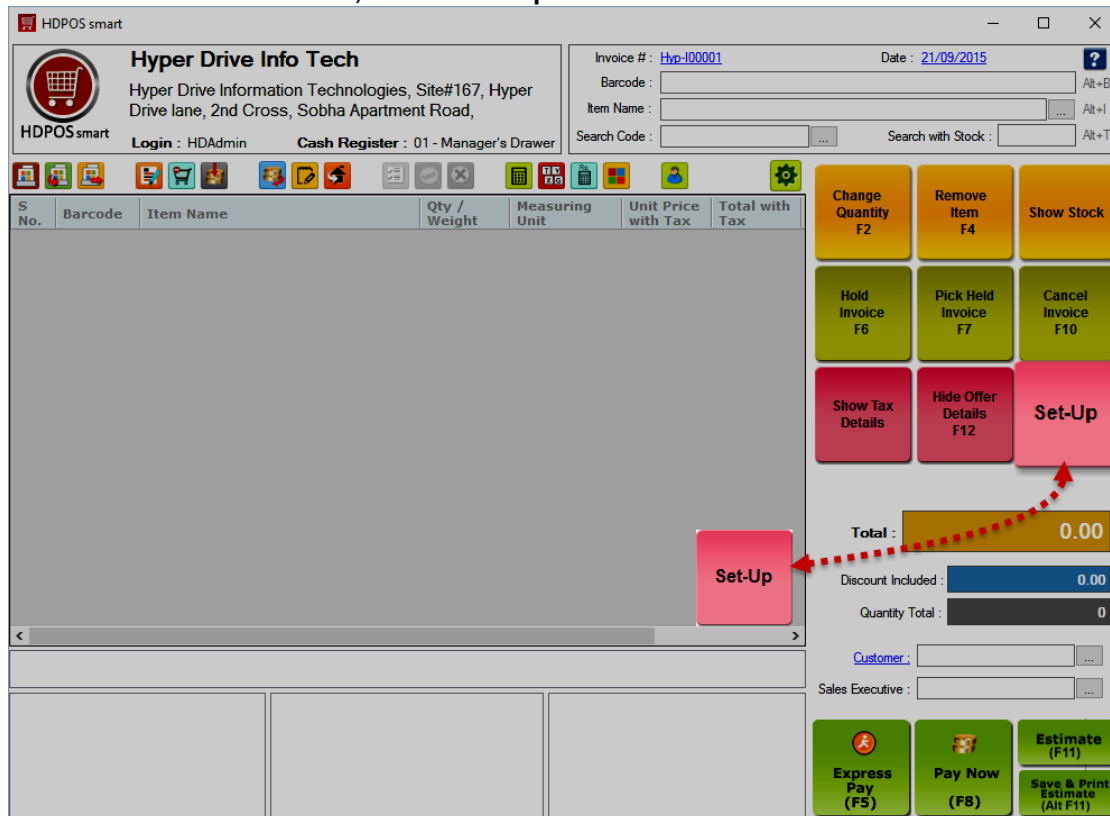 HDPOS smart
Hyper Drive Info Tech
Hyper Drive Information Technologies, Site#167, Hyper
Drive lane, 2nd Cross, Sobha Apartment Road,
HDPOS smart
Login : HDAdmin Cash Register : 01 - Manager's Drawer
Invoice # : Hyp-I00001 Date : 21/09/2015 ?
Barcode : Alt+B
Item Name : ... Alt+I
Search Code : ... Search with Stock : Alt+T
S No. Barcode Item Name Qty / Weight Measuring Unit Unit Price with Tax Total with Tax
Change
Quantity
F2
Remove
Item
F4
Show Stock
Hold
Invoice
F6
Pick Held
Invoice
F7
Cancel
Invoice
F10
Show Tax
Details
Hide Offer
Details
F12
Set-Up
Set-Up
Total : 0.00
Discount Included : 0.00
Quantity Total : 0
Customer : ...
Sales Executive : ...
Express
Pay
(F5)
Pay Now
(F8)
Estimate
(F11)
Save & Print
Estimate
(Alt F11)